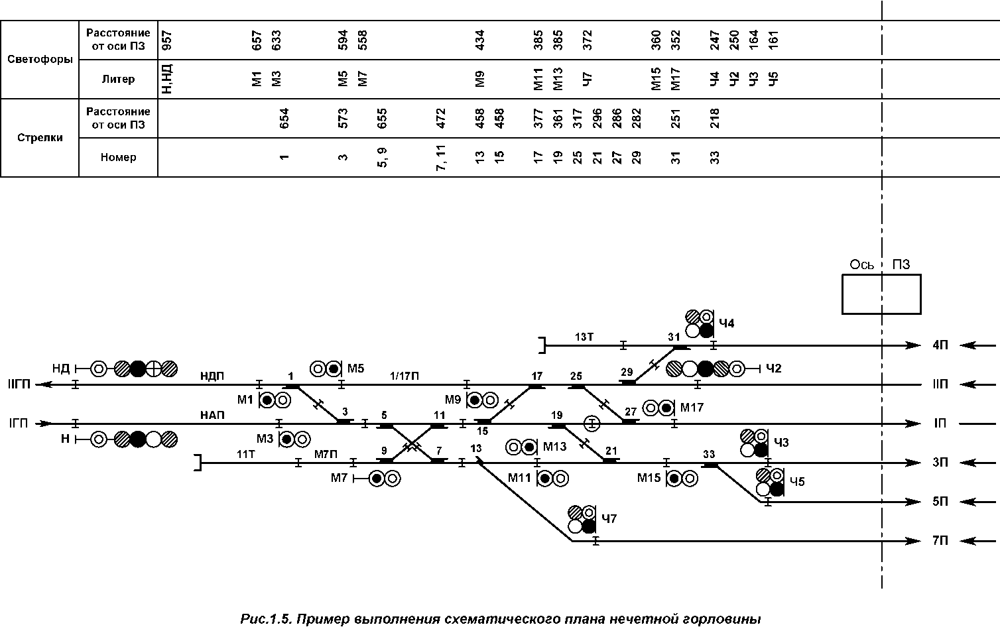 Светофоры
Расстояние от оси ПЗ
957 657 633 594 558 434 385 385 372 360 352 247 250 164 161
Литер
Н,НД М1 М3 М5 М7 М9 М11 М13 Ч7 М15 М17 Ч4 Ч2 Ч3 Ч5
Стрелки
Расстояние от оси ПЗ
654 573 655 472 458 458 377 361 317 296 286 282 251 218
Номер
1 3 5, 9 7, 11 13 15 17 19 25 21 27 29 31 33
Ось ПЗ
Ч4
13Т 31 4П
НД М5 Ч2
IIГП НДП 1 1/17П 17 25 29 IIП
М1 М9 М17
IГП НАП 3 5 11 15 19 27 IП
Н М3 М13 Ч3
11Т М7П 9 7 13 21 33 3П
М7 М11 М15 Ч5
5П
Ч7
7П
Рис.1.5. Пример выполнения схематического плана нечетной горловины